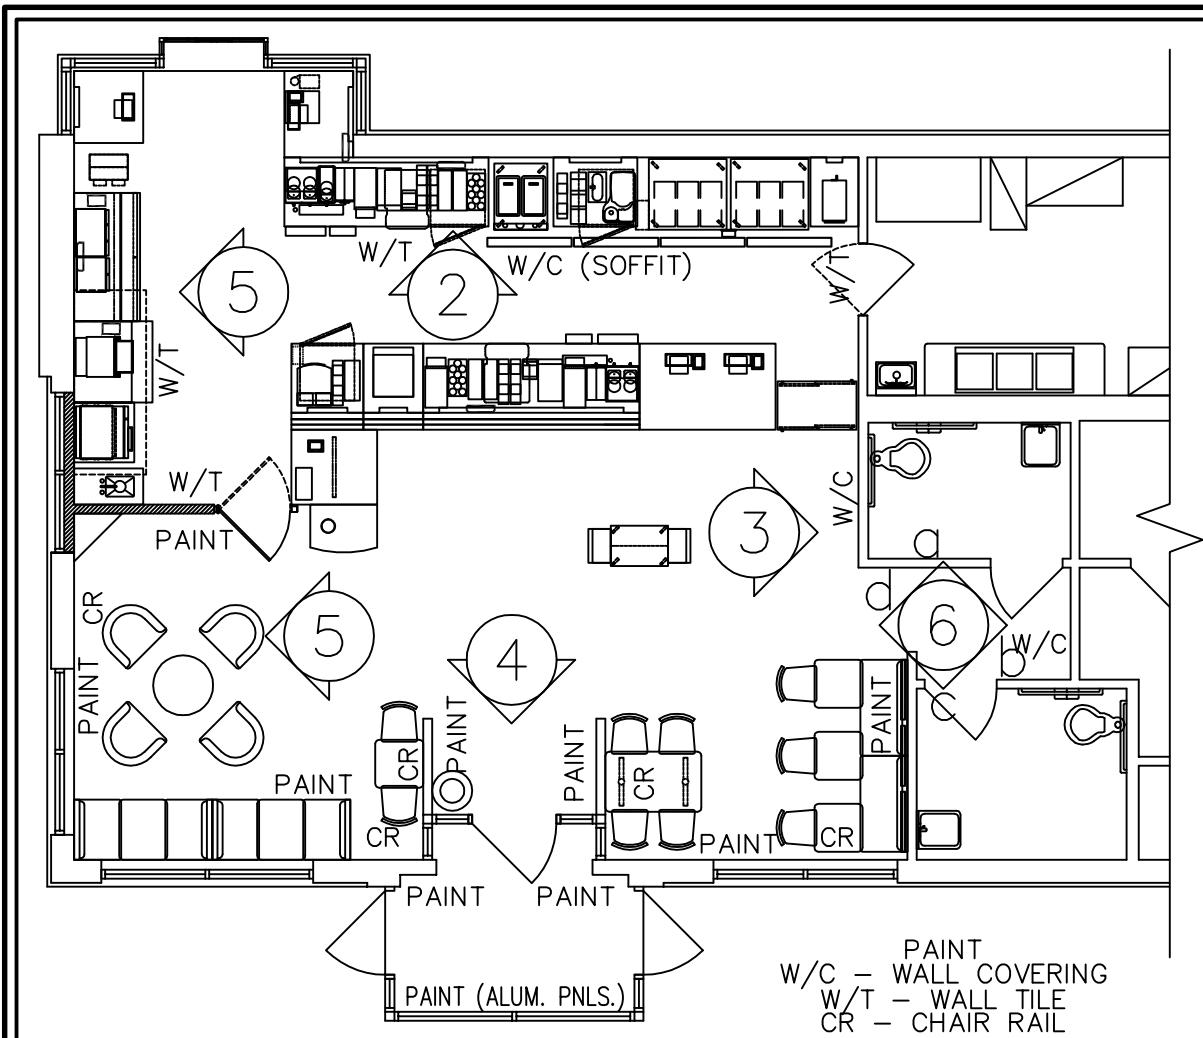 W/T
W/C (SOFFIT)
W/T
5
2
W/T
W/T
PAINT
W/C
3
CR
5
4
6
W/C
PAINT
PAINT
PAINT
PAINT
CR
CR
PAINT
CR
PAINT
CR
PAINT
PAINT
PAINT
PAINT (ALUM. PNLS.)
PAINT
W/C – WALL COVERING
W/T – WALL TILE
CR – CHAIR RAIL